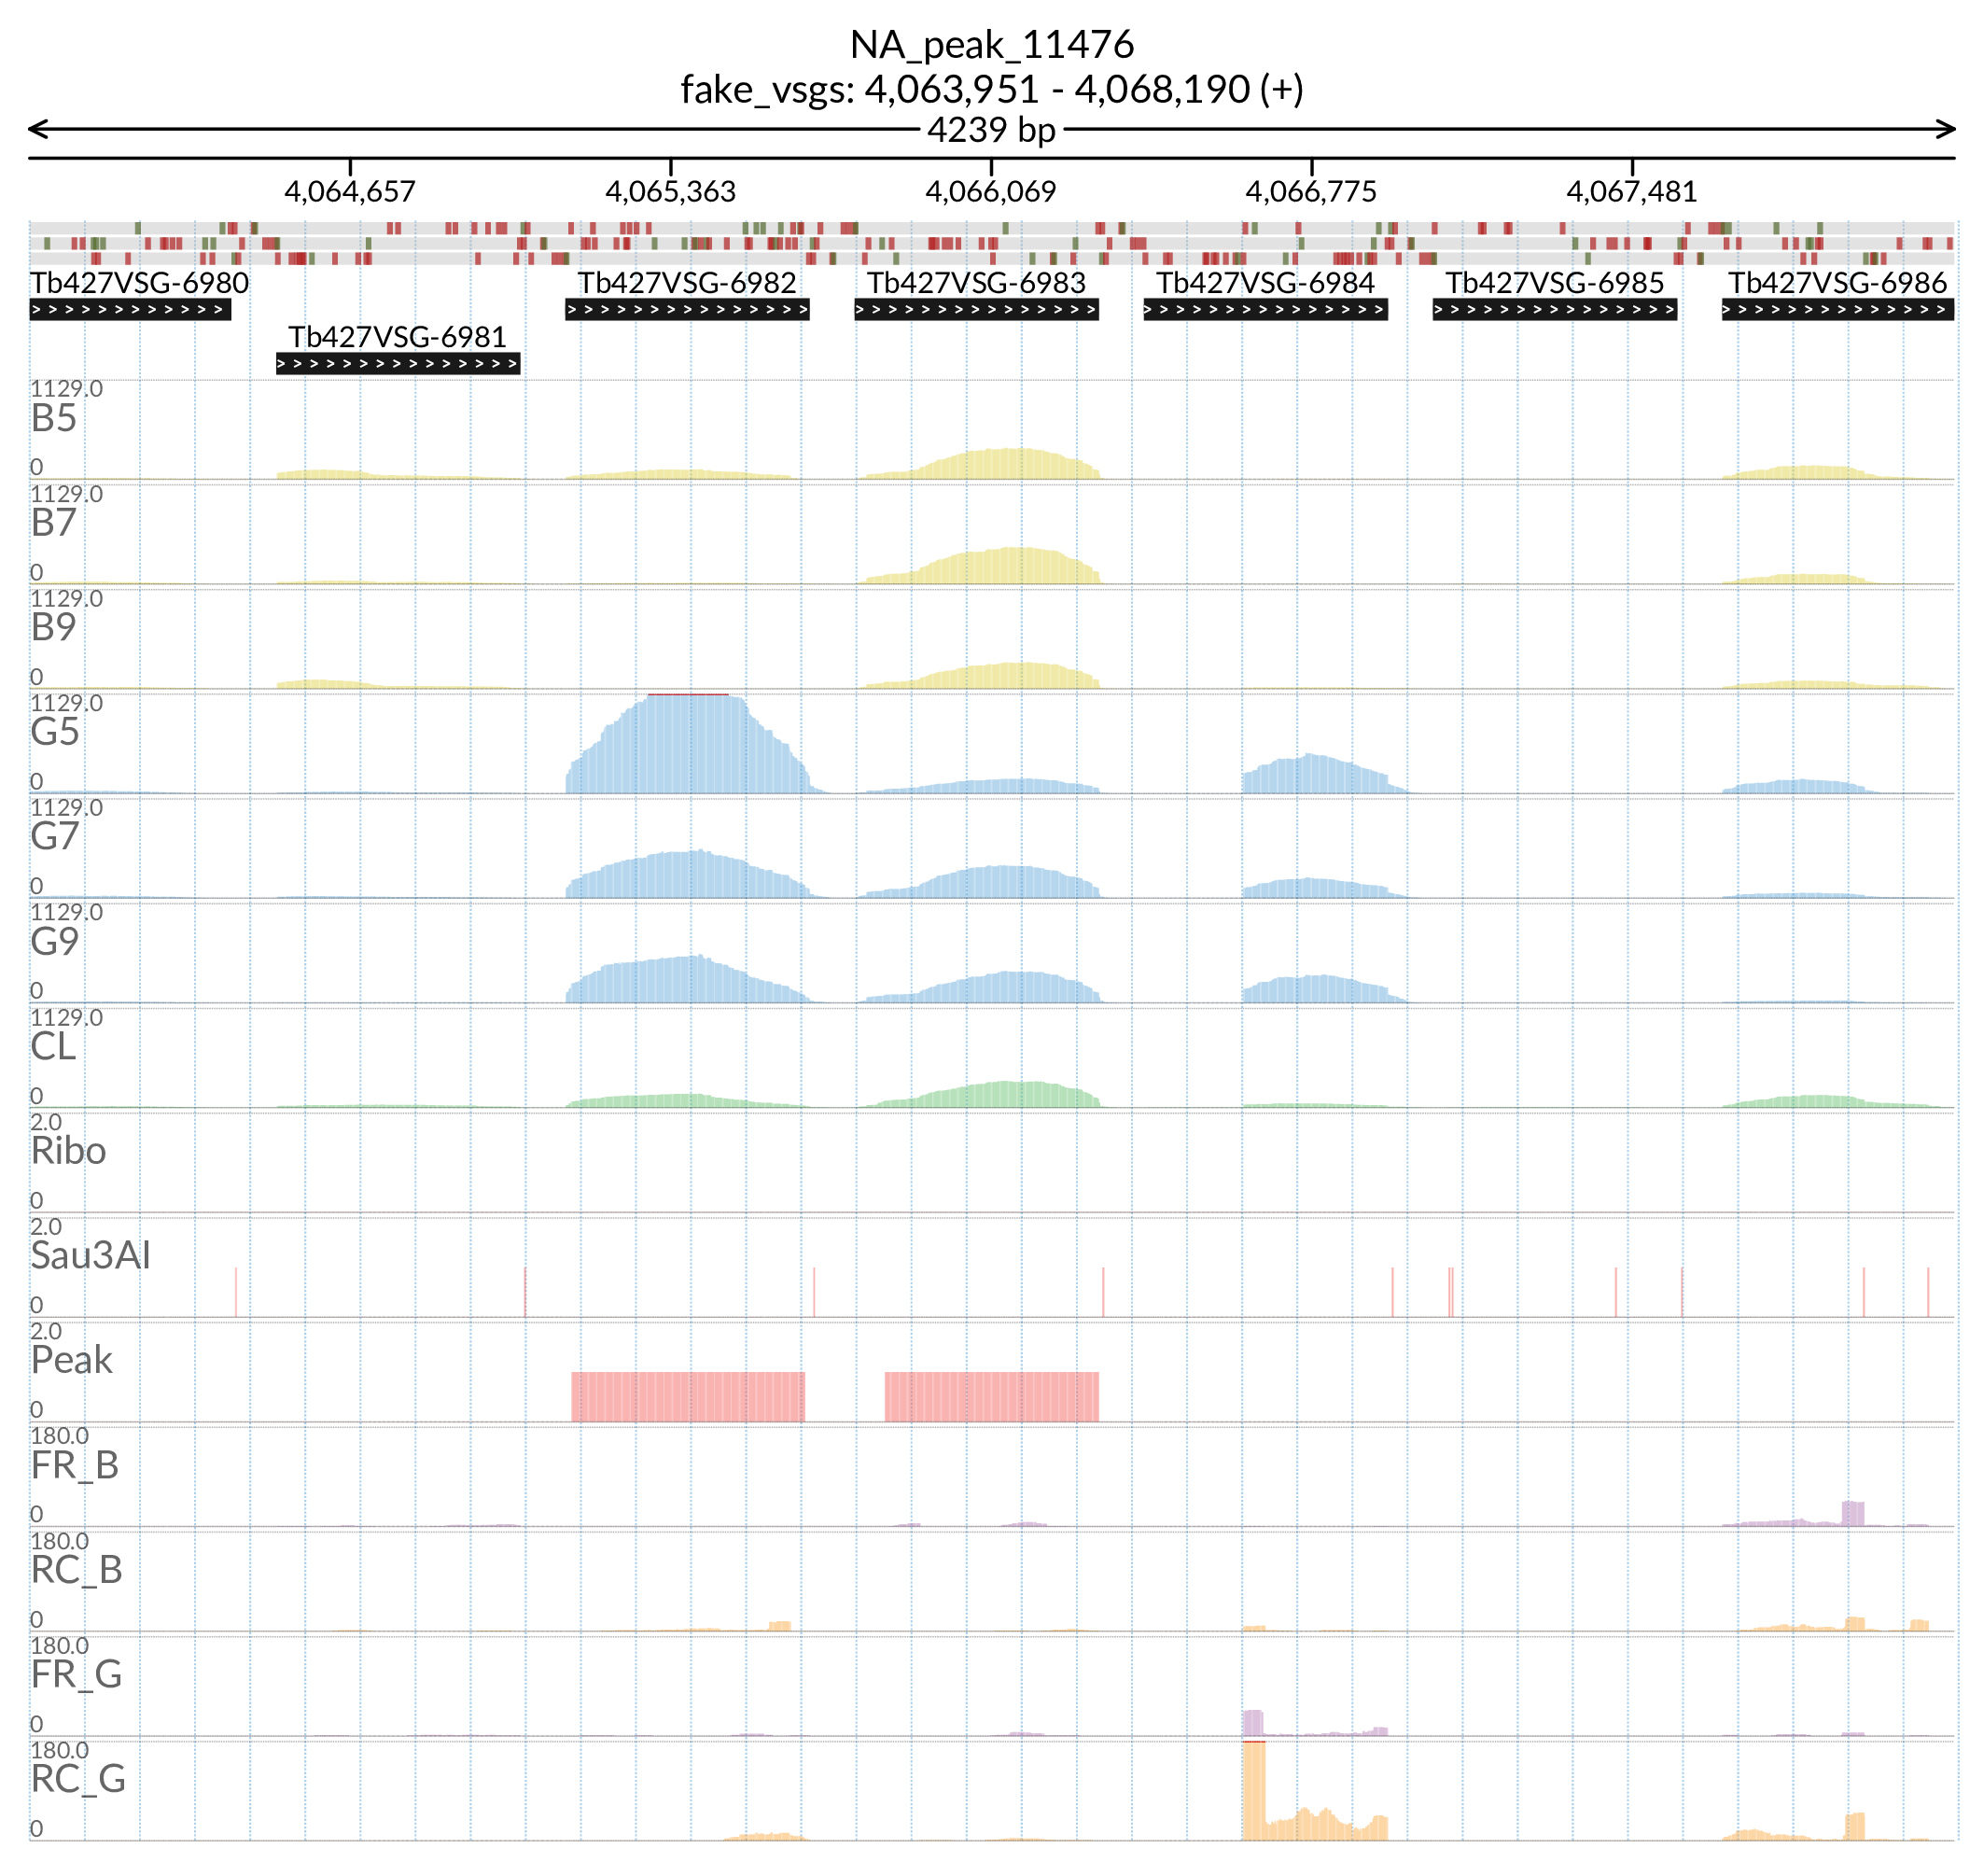 NA_peak_11476
fake_vsgs: 4,063,951 - 4,068,190 (+)
4239 bp
4,064,657 4,065,363 4,066,069 4,066,775 4,067,481
Tb427VSG-6980 Tb427VSG-6982 Tb427VSG-6983 Tb427VSG-6984 Tb427VSG-6985 Tb427VSG-6986
Tb427VSG-6981
1129.0
B5
0
1129.0
B7
0
1129.0
B9
0
1129.0
G5
0
1129.0
G7
0
1129.0
G9
0
1129.0
CL
0
2.0
Ribo
0
2.0
Sau3AI
0
2.0
Peak
0
180.0
FR_B
0
180.0
RC_B
0
180.0
FR_G
0
180.0
RC_G
0